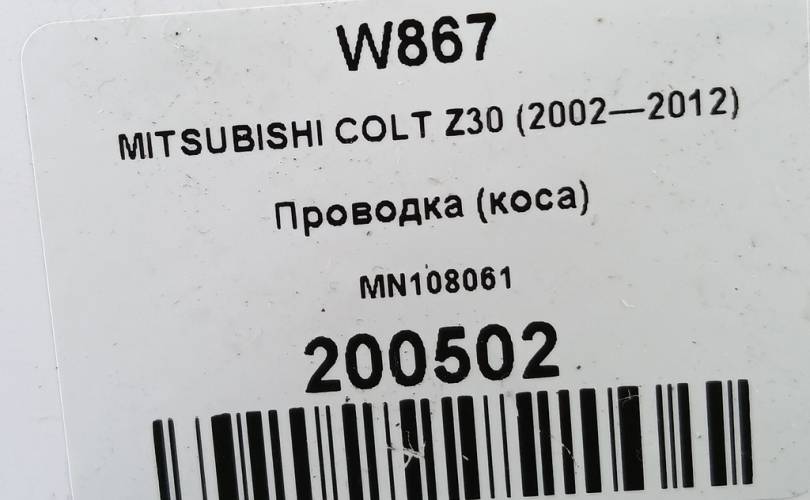 W867
MITSUBISHI COLT Z30 (2002—2012)
Проводка (коса)
MN108061
200502